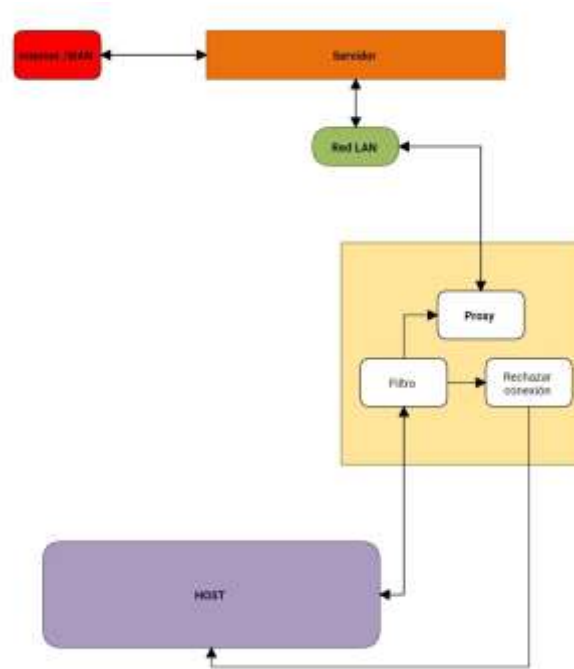 Internet /WAN
Servidor
Red LAN
Proxy
Filtro
Rechazar
conexión
HOST